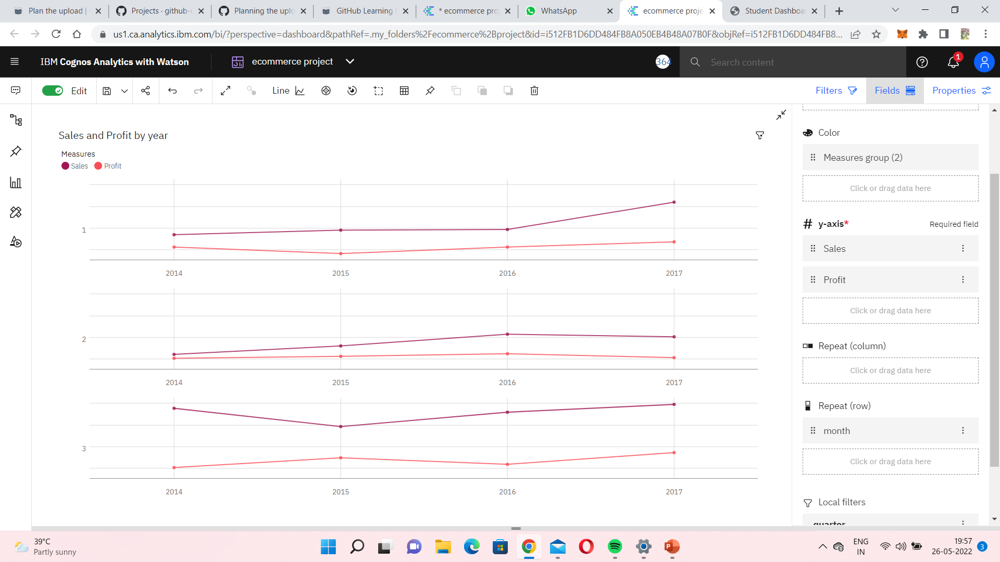 Plan the upload |
Projects · github-u
Planning the uplo
GitHub Learning L
* ecommerce proj
WhatsApp
ecommerce proje
Student Dashboar
us1.ca.analytics.ibm.com/bi/?perspective=dashboard&pathRef=.my_folders%2Fecommerce%2Bproject&id=i512FB1D6DD484FB8A050EB4B48A07B0F&objRef=i512FB1D6DD484FB8...
IBM Cognos Analytics with Watson
ecommerce project
364
Search content
1
Edit
Line
Filters
Fields
Properties
Sales and Profit by year
Measures
Sales
Profit
1
2014
2015
2016
2017
2
2014
2015
2016
2017
3
2014
2015
2016
2017
Color
Measures group (2)
Click or drag data here
y-axis*
Required field
Sales
Profit
Click or drag data here
Repeat (column)
Click or drag data here
Repeat (row)
month
Click or drag data here
Local filters
quarter
39°C
Partly sunny
ENG
IN
19:57
26-05-2022
3